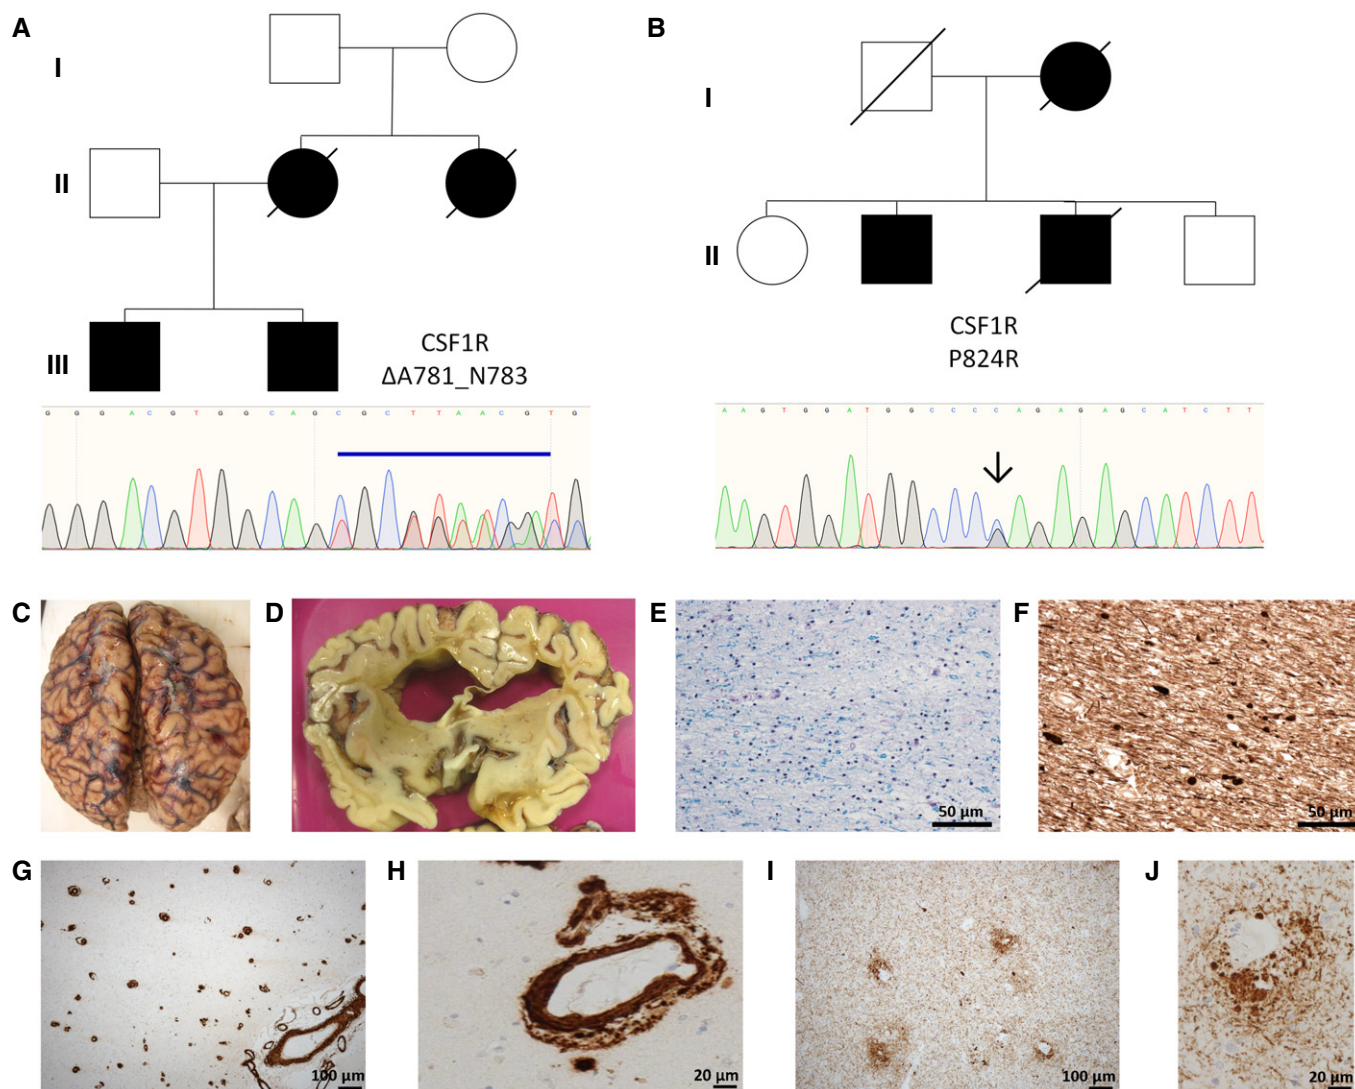 A
B
I
I
II
II
III
CSF1R
ΔA781_N783
CSF1R
P824R
G G G A C G T G G C A G C G C T T A A C G T G
A A G T G G A T G G C C C C A G A G A G C A T C T T
C
D
E
F
50 µm
50 µm
G
H
I
J
100 µm
20 µm
100 µm
20 µm